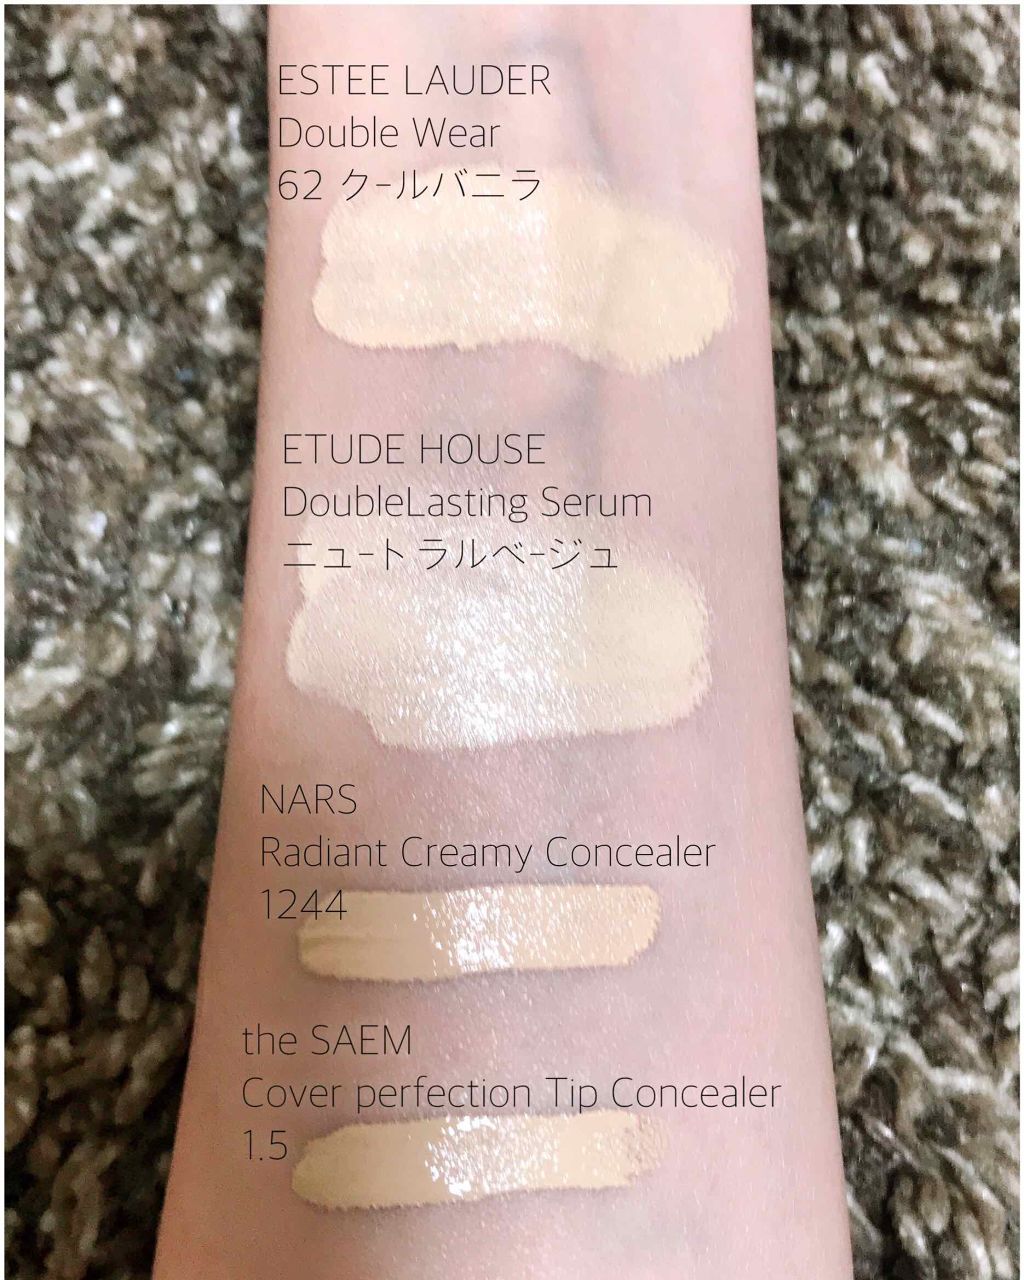 ESTEE LAUDER
Double Wear
62 クールバニラ
ETUDE HOUSE
DoubleLasting Serum
ニュートラルベージュ
NARS
Radiant Creamy Concealer
1244
the SAEM
Cover perfection Tip Concealer
1.5